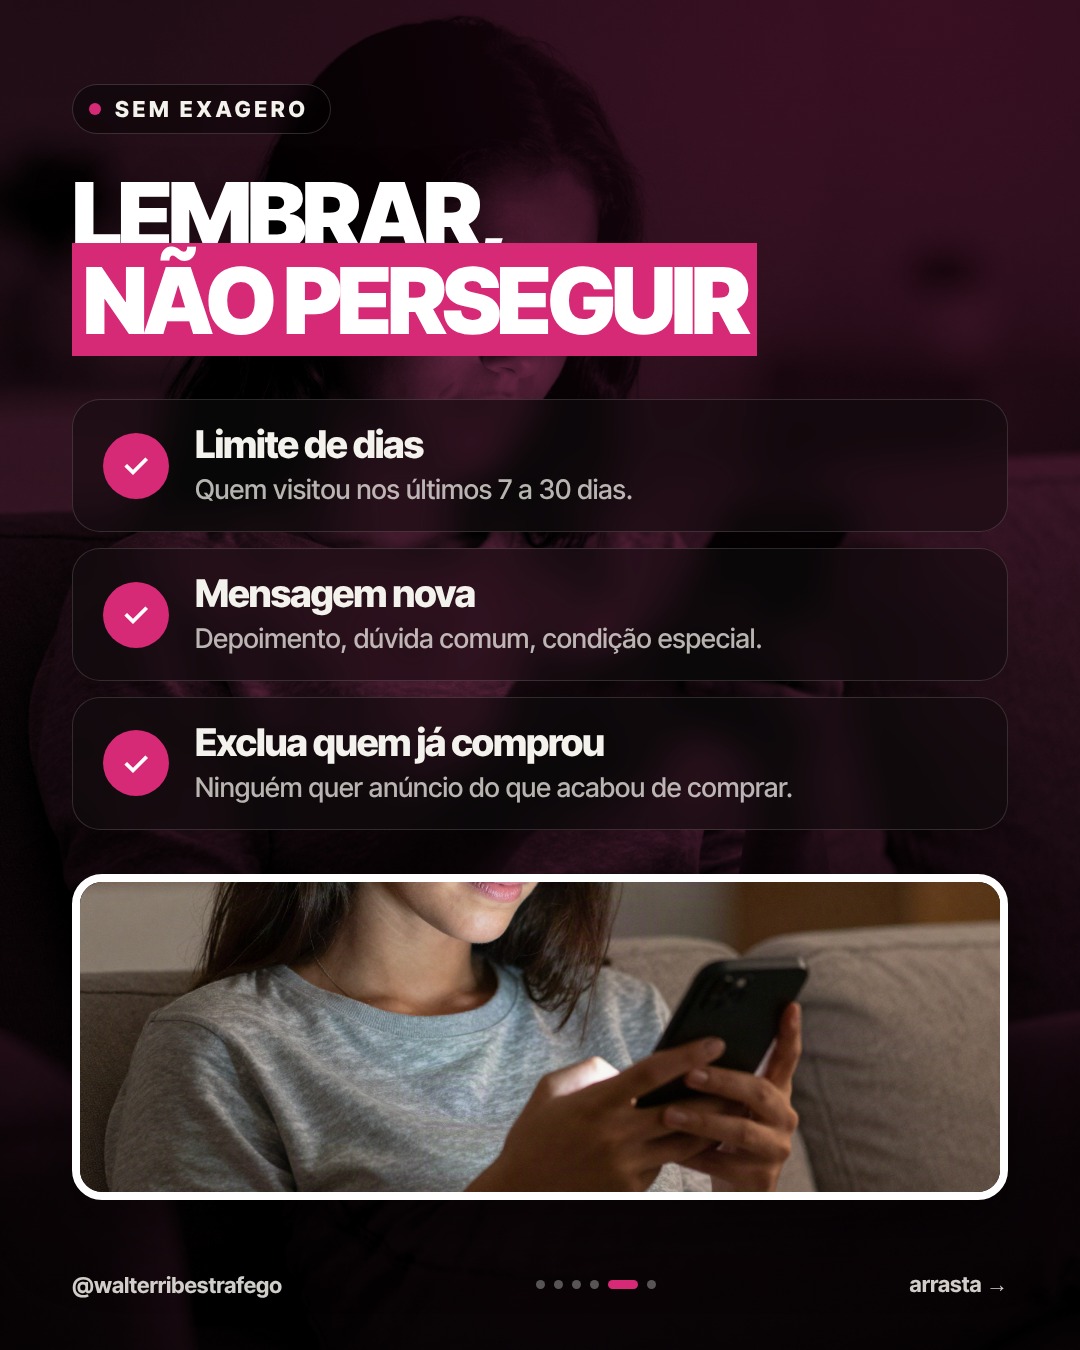 SEM EXAGERO
LEMBRAR,
NÃO PERSEGUIR
Limite de dias
Quem visitou nos últimos 7 a 30 dias.
Mensagem nova
Depoimento, dúvida comum, condição especial.
Exclua quem já comprou
Ninguém quer anúncio do que acabou de comprar.
@walterribestrafego
arrasta →